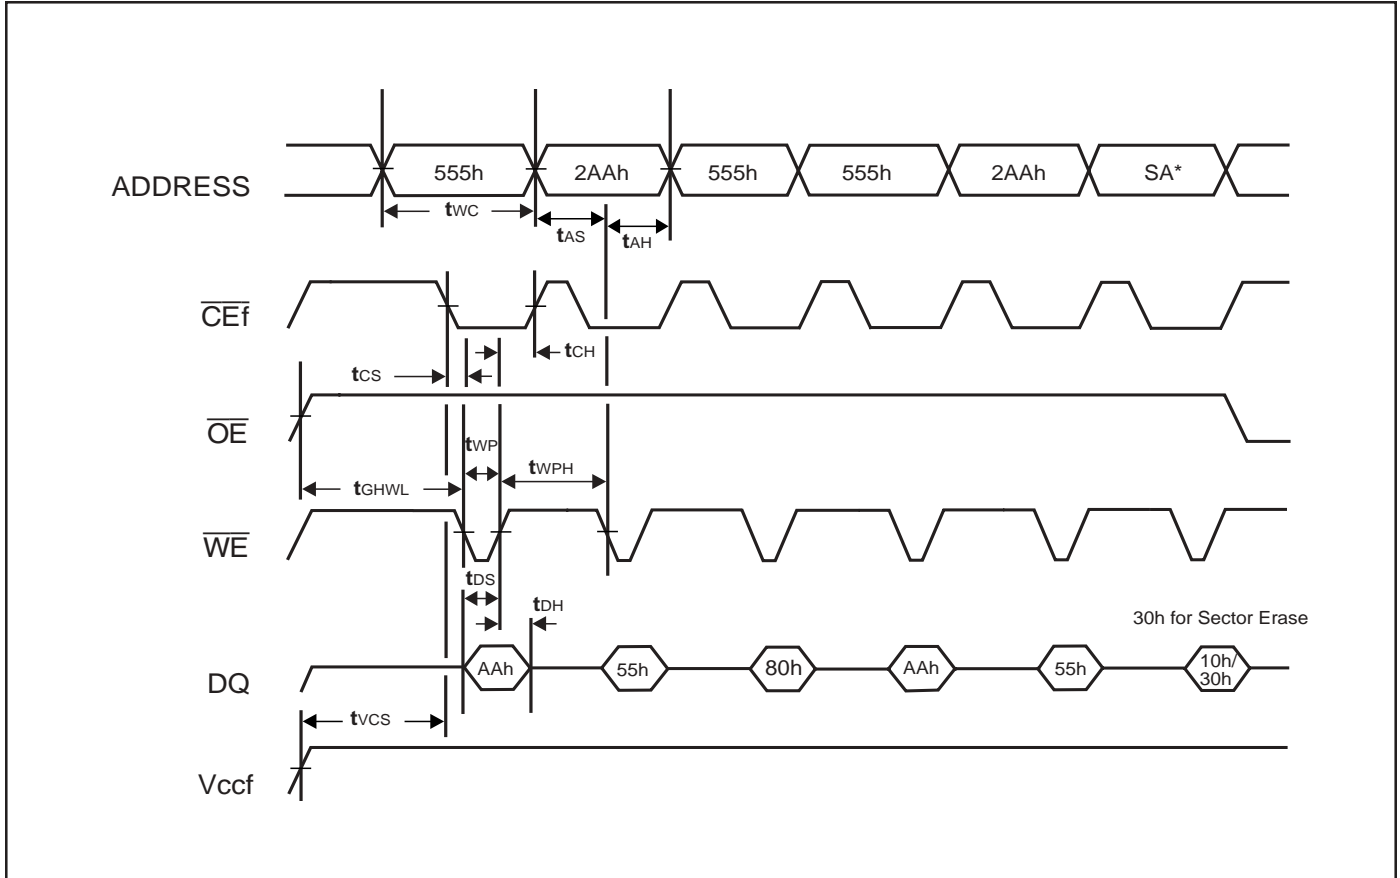 ADDRESS
555h
2AAh
555h
555h
2AAh
SA*
tWC
tAS
tAH
CEf
tCH
tCS
OE
tWP
tWPH
tGHWL
WE
tDS
tDH
30h for Sector Erase
DQ
AAh
55h
80h
AAh
55h
10h/
30h
tVCS
Vccf